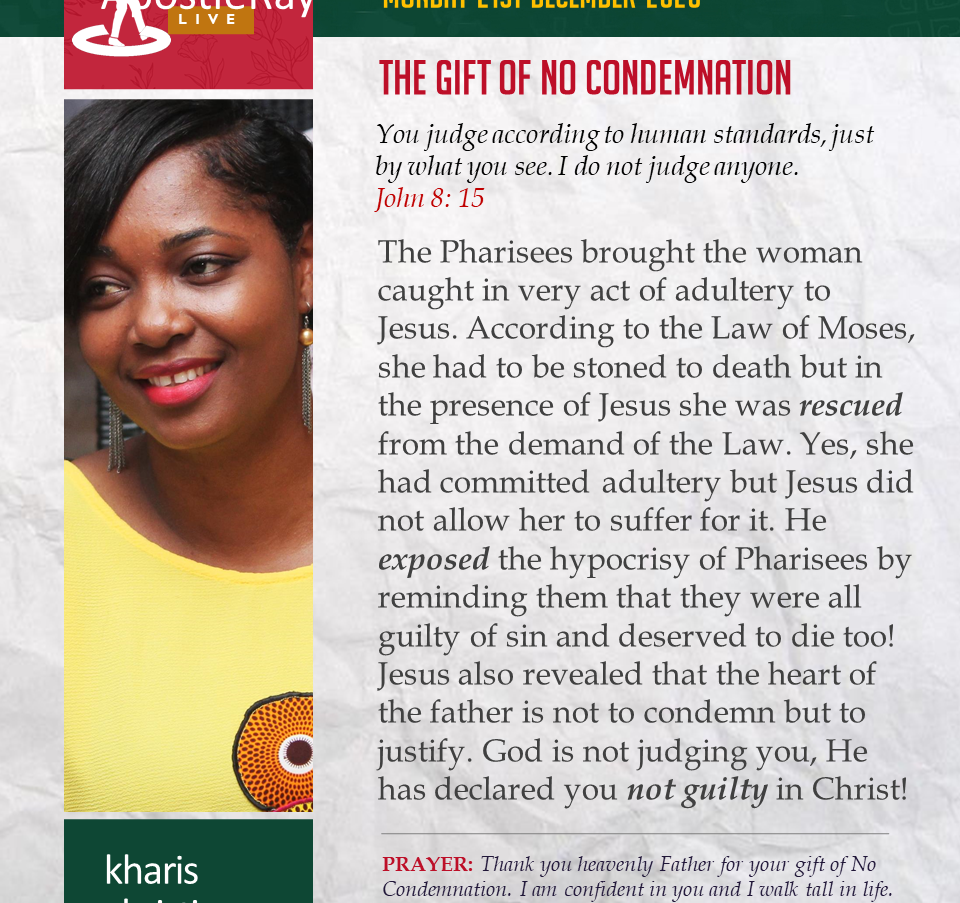 ApostleRay
LIVE
MONDAY 21ST DECEMBER 2020
THE GIFT OF NO CONDEMNATION
You judge according to human standards, just
by what you see. I do not judge anyone.
John 8: 15
The Pharisees brought the woman
caught in very act of adultery to
Jesus. According to the Law of Moses,
she had to be stoned to death but in
the presence of Jesus she was rescued
from the demand of the Law. Yes, she
had committed adultery but Jesus did
not allow her to suffer for it. He
exposed the hypocrisy of Pharisees by
reminding them that they were all
guilty of sin and deserved to die too!
Jesus also revealed that the heart of
the father is not to condemn but to
justify. God is not judging you, He
has declared you not guilty in Christ!
PRAYER: Thank you heavenly Father for your gift of No
Condemnation. I am confident in you and I walk tall in life.
kharis